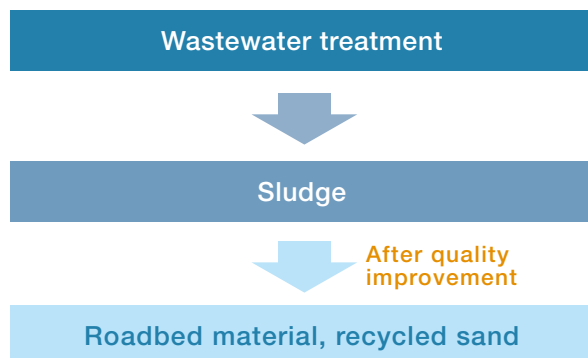 Wastewater treatment
Sludge
After quality
improvement
Roadbed material, recycled sand